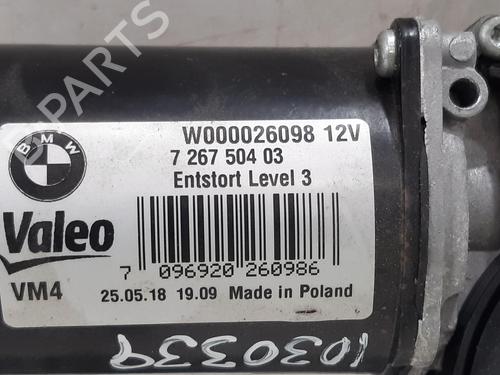 B-PARTS
BMW
W000026098 12V
7 267 504 03
Entstort Level 3
Valeo
7 096920 260986
VM4
25.05.18 19.09 Made in Poland
1030339